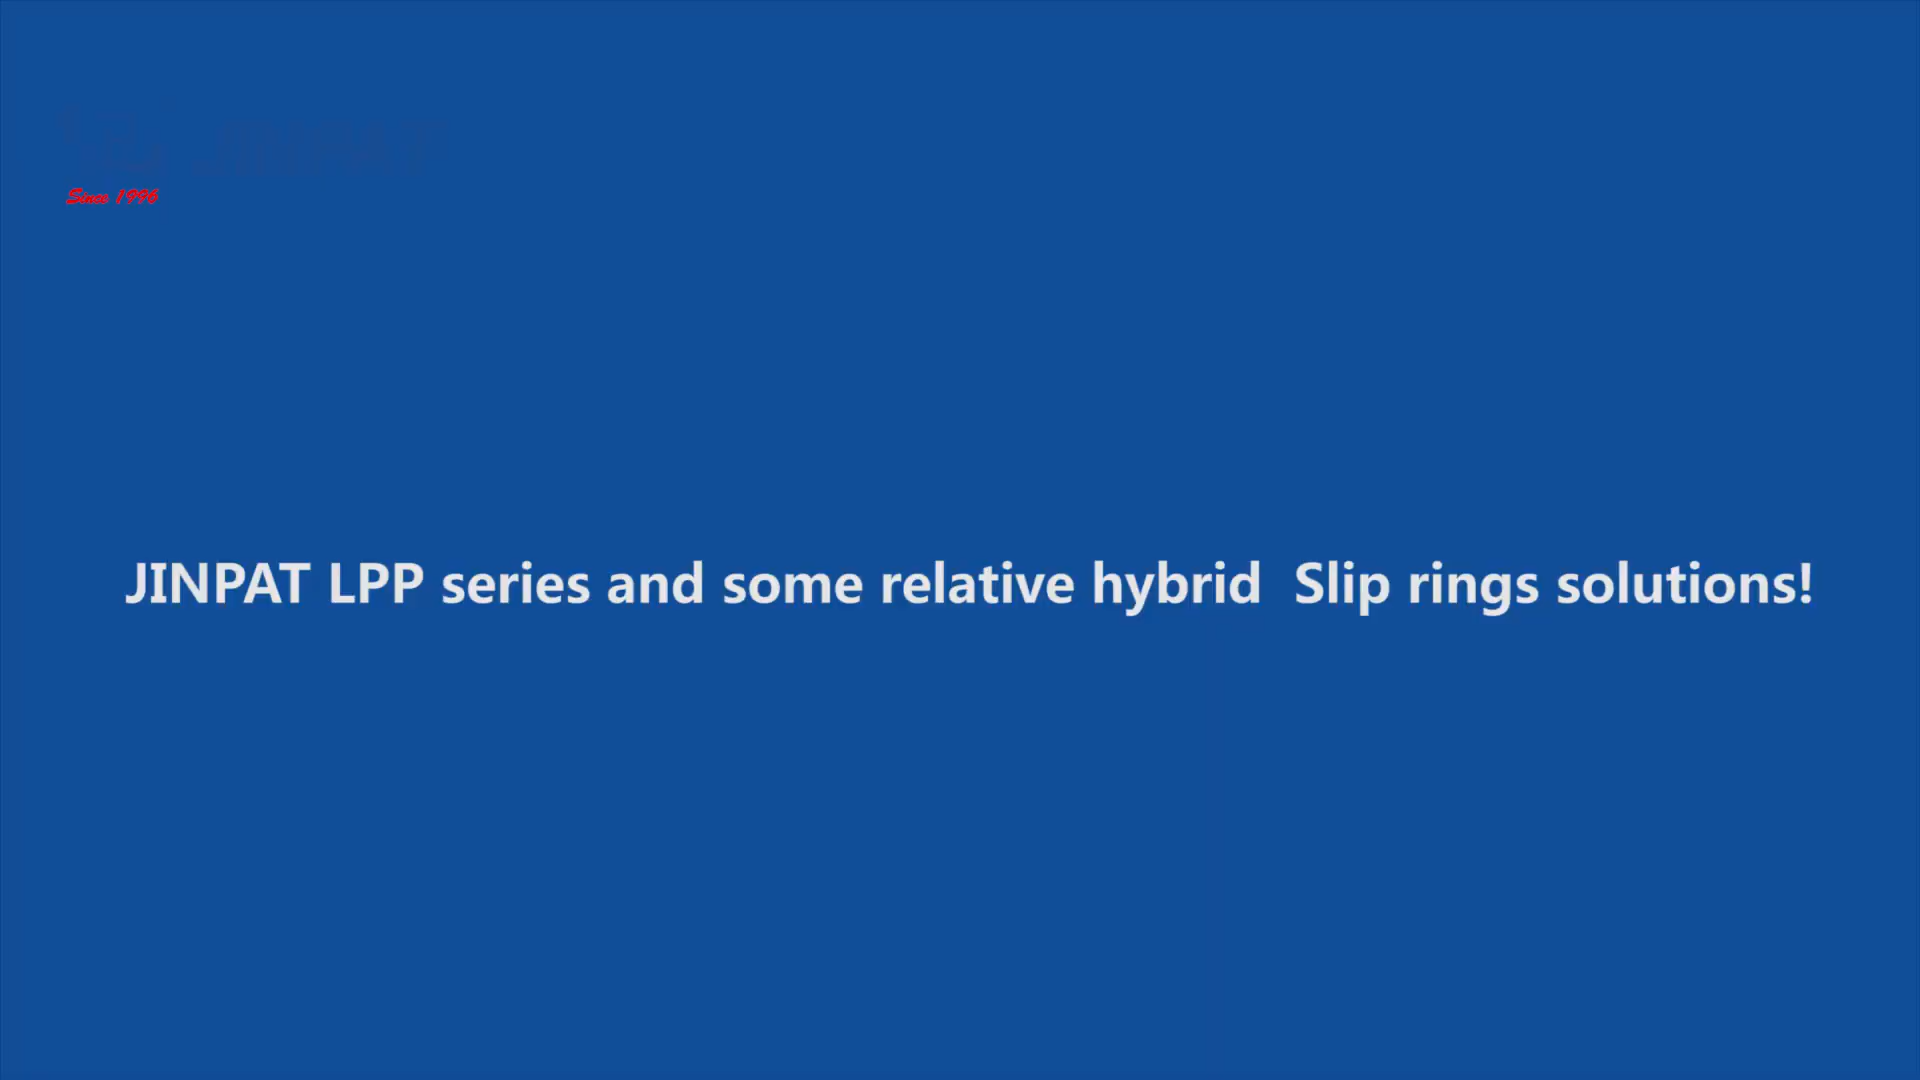 JINPAT
Since 1996
JINPAT LPP series and some relative hybrid  Slip rings solutions!